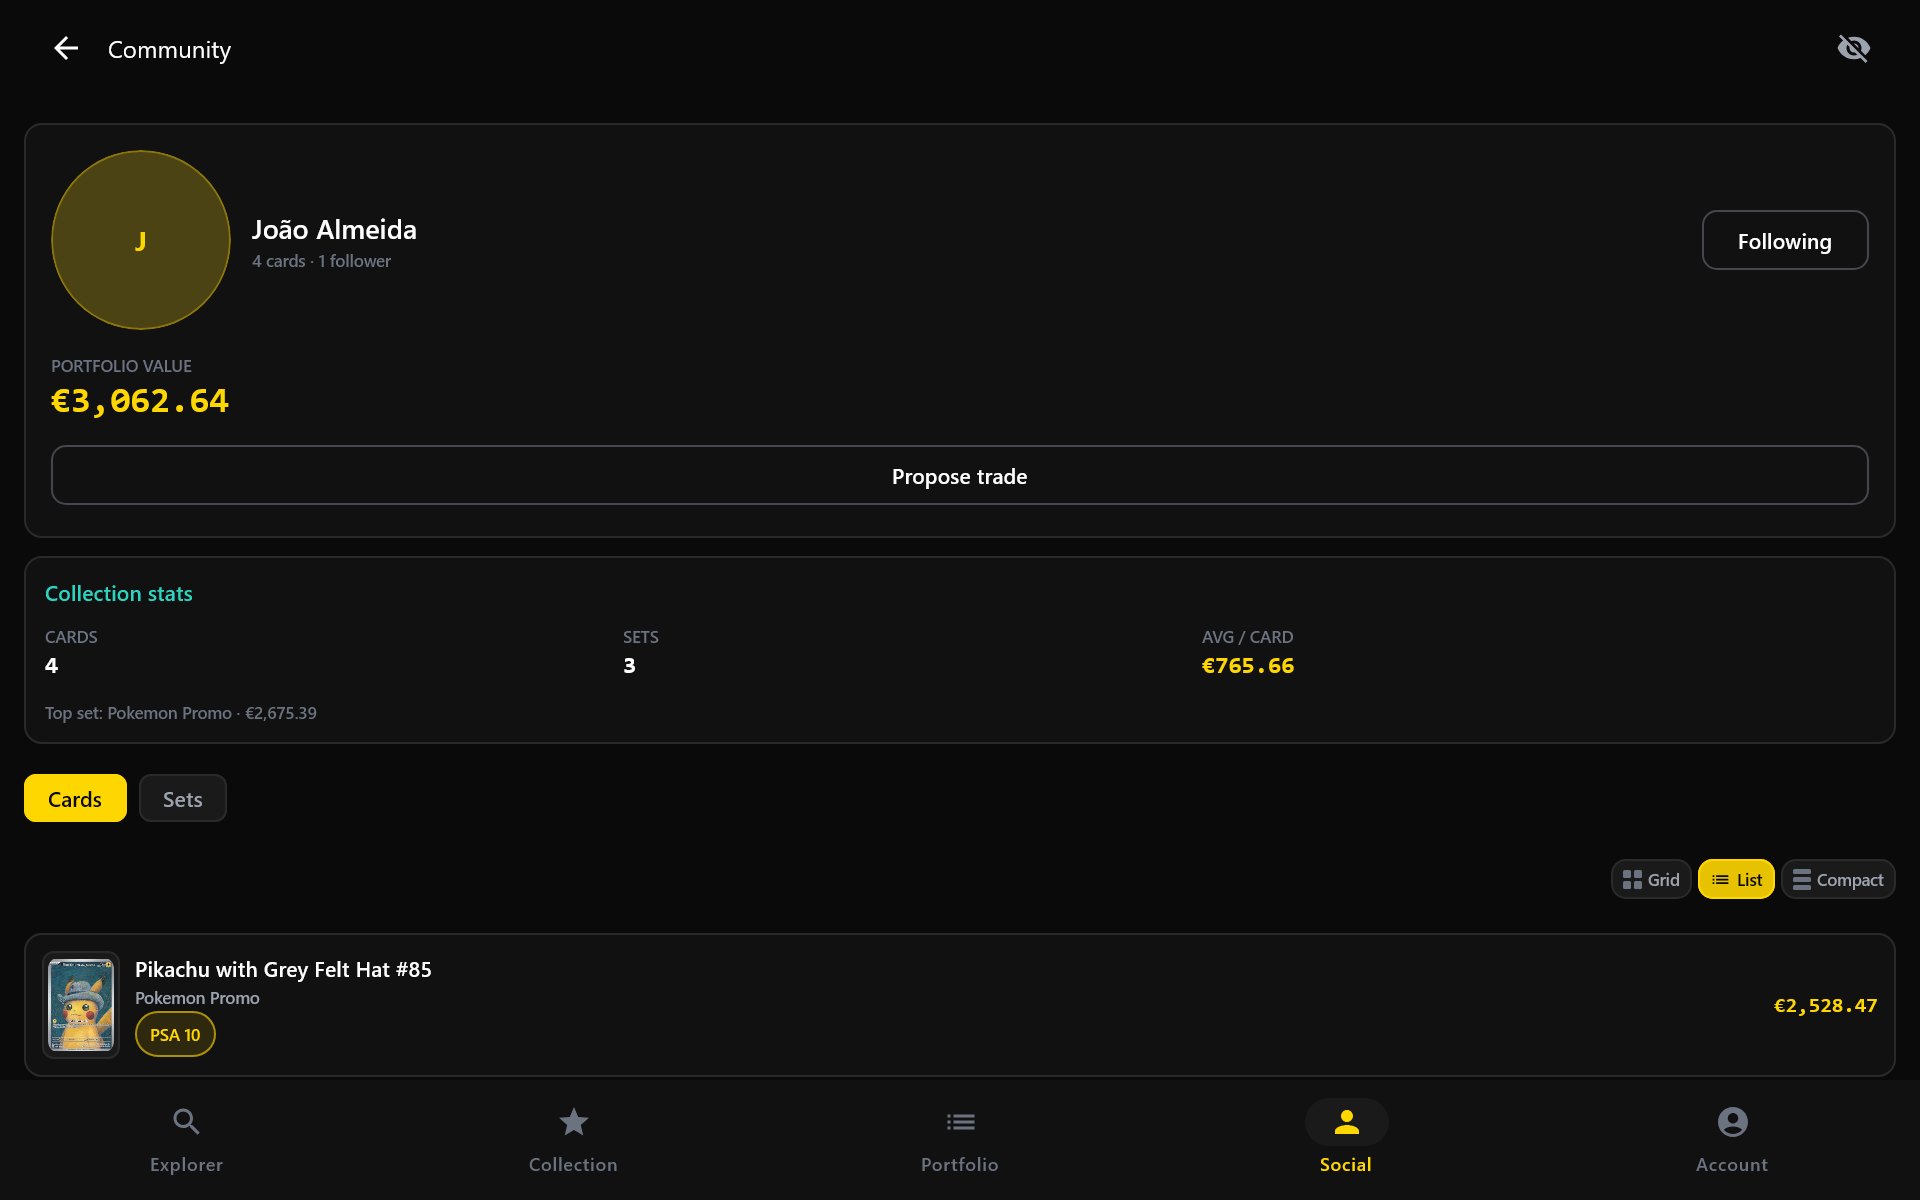 Community
J
João Almeida
4 cards · 1 follower
Following
PORTFOLIO VALUE
€3,062.64
Propose trade
Collection stats
CARDS
4
SETS
3
AVG / CARD
€765.66
Top set: Pokemon Promo · €2,675.39
Cards
Sets
Grid
List
Compact
Pikachu with Grey Felt Hat #85
Pokemon Promo
PSA 10
€2,528.47
Explorer
Collection
Portfolio
Social
Account